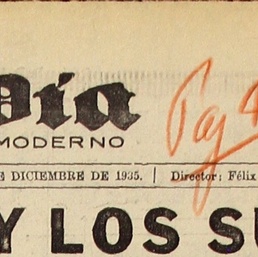 Día
MODERNO
Pag 4
E DICIEMBRE DE 1935. | Director: Félix
Y LOS SU